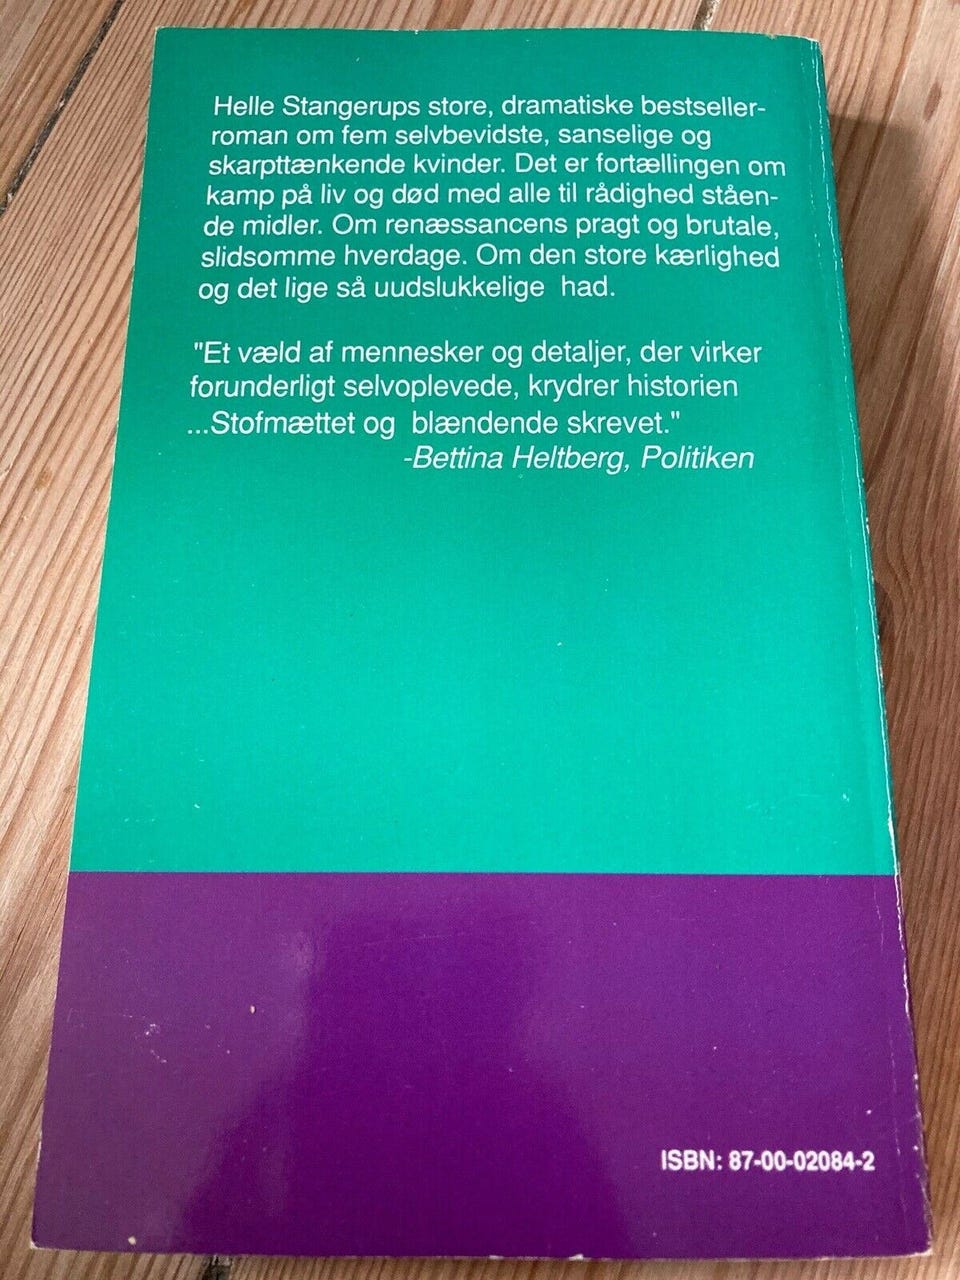 Helle Stangerups store, dramatiske bestseller-
roman om fem selvbevidste, sanselige og
skarpttænkende kvinder. Det er fortællingen om
kamp på liv og død med alle til rådighed ståen-
de midler. Om renæssancens pragt og brutale,
slidsomme hverdage. Om den store kærlighed
og det lige så uudslukkelige had.
"Et væld af mennesker og detaljer, der virker
forunderligt selvoplevede, krydrer historien
...Stofmættet og blændende skrevet."
-Bettina Heltberg, Politiken
ISBN: 87-00-02084-2